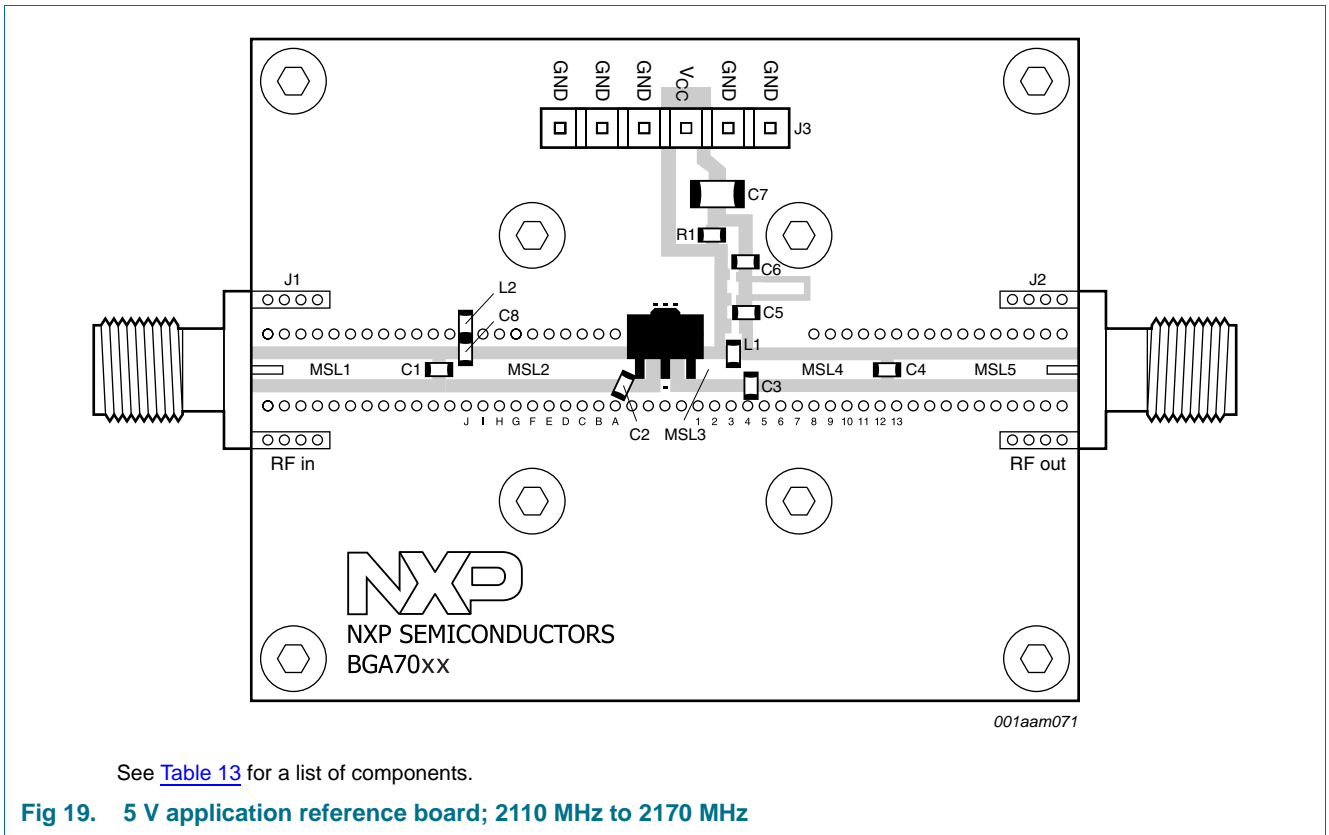 GND GND GND VCC GND GND
J3
C7
R1
C6
J1
J2
L2
C5
C8
L1
MSL1 C1 MSL2 MSL4 C4 MSL5
C3
J I H G F E D C B A 1 2 3 4 5 6 7 8 9 10 11 12 13
C2 MSL3
RF in
RF out
NXP
NXP SEMICONDUCTORS
BGA70xx
001aam071
See Table 13 for a list of components.
Fig 19. 5 V application reference board; 2110 MHz to 2170 MHz